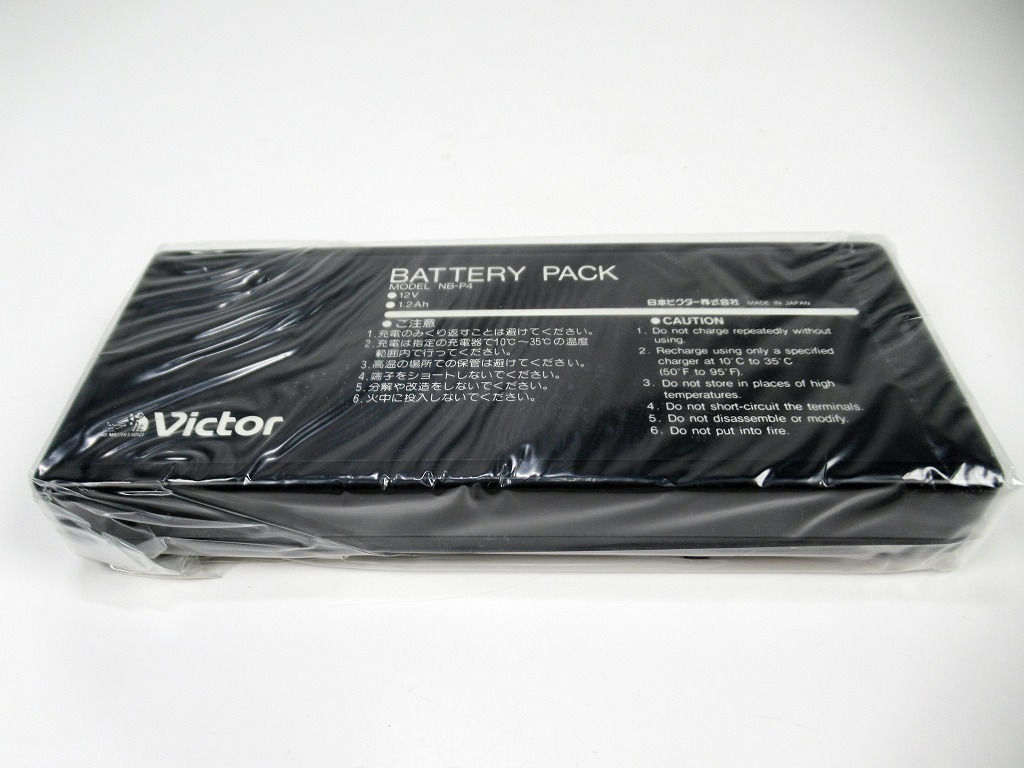 BATTERY PACK
MODEL NB-P4
●12V
●1.2Ah
日本ビクター株式会社 MADE IN JAPAN
●ご注意
1.充電のみくり返すことは避けてください。
2.充電は指定の充電器で10℃〜35℃の温度
範囲内で行ってください。
3.高温の場所での保管は避けてください。
4.端子をショートしないでください。
5.分解や改造をしないでください。
6.火中に投入しないでください。
●CAUTION
1. Do not charge repeatedly without
using.
2. Recharge using only a specified
charger at 10°C to 35°C
(50°F to 95°F).
3. Do not store in places of high
temperatures.
4. Do not short-circuit the terminals.
5. Do not disassemble or modify.
6. Do not put into fire.
Victor
HIS MASTER'S VOICE